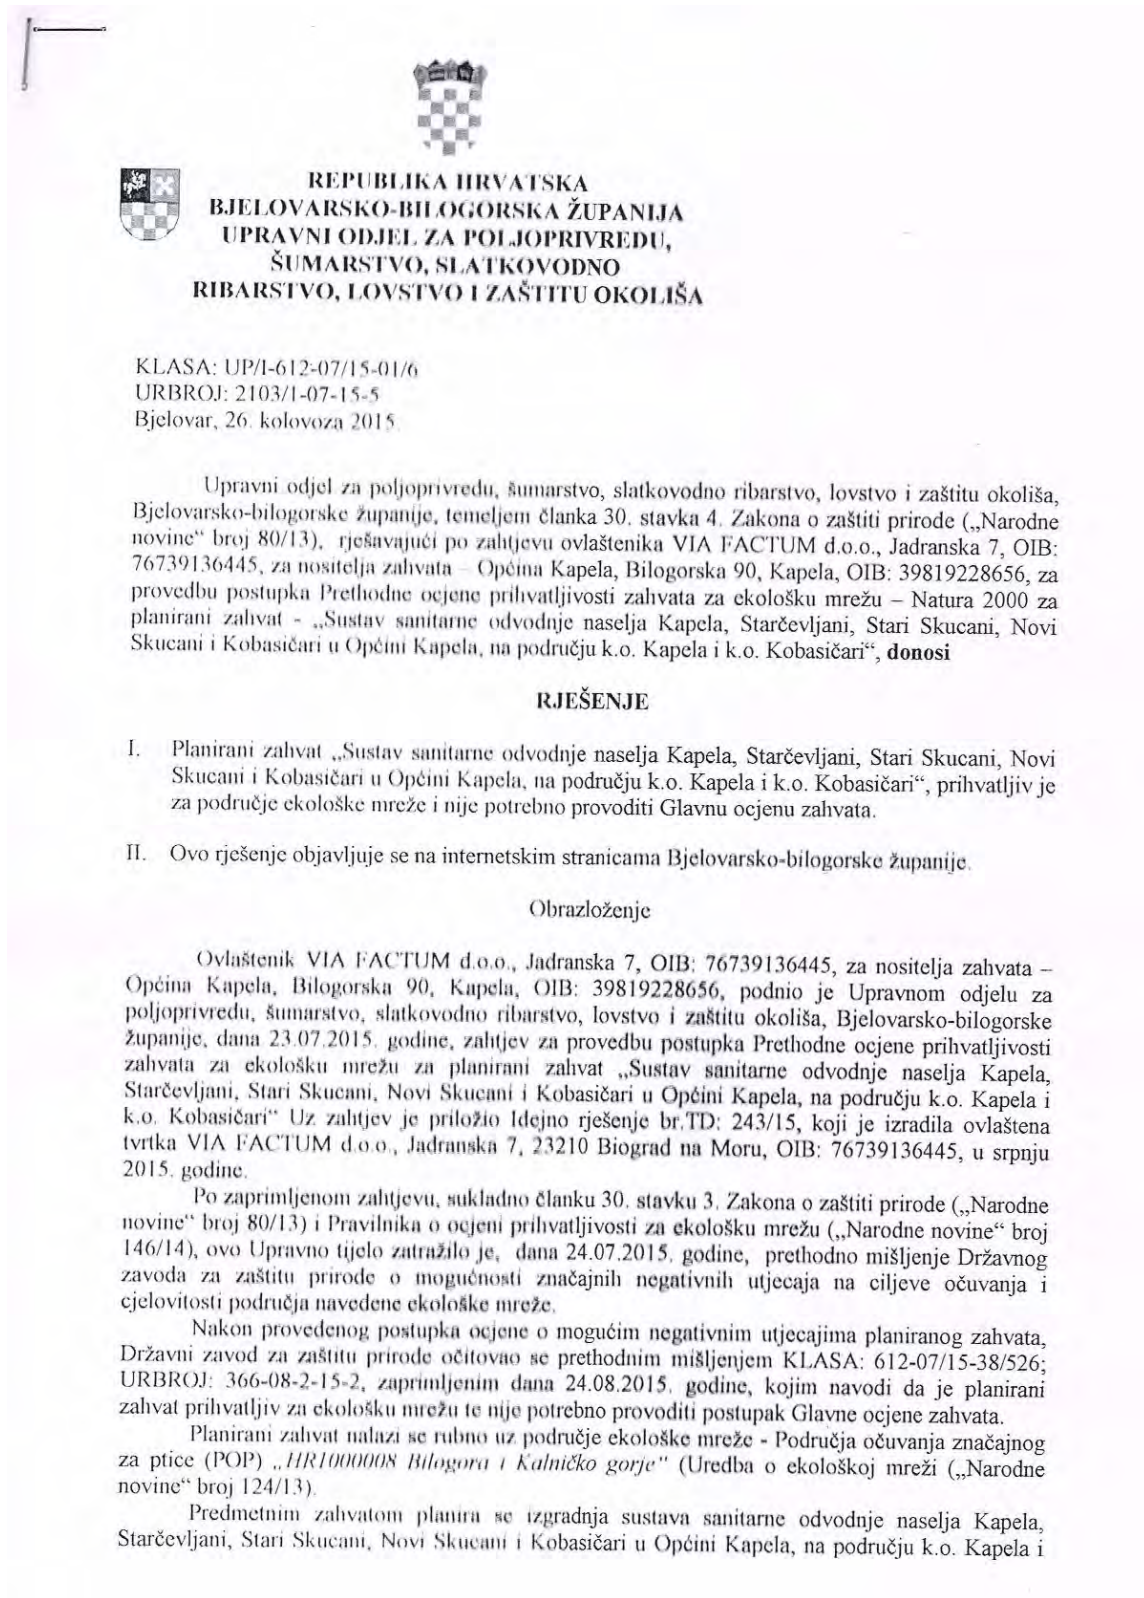 REPUBLIKA HRVATSKA
BJELOVARSKO-BILOGORSKA ŽUPANIJA
UPRAVNI ODJEL ZA POLJOPRIVREDU,
ŠUMARSTVO, SLATKOVODNO
RIBARSTVO, LOVSTVO I ZAŠTITU OKOLIŠA
KLASA: UP/I-612-07/15-01/6
URBROJ: 2103/1-07-15-5
Bjelovar, 26. kolovoza 2015
Upravni odjel za poljoprivredu, šumarstvo, slatkovodno ribarstvo, lovstvo i zaštitu okoliša,
Bjelovarsko-bilogorske županije, temeljem članka 30. stavka 4. Zakona o zaštiti prirode („Narodne
novine“ broj 80/13), rješavajući po zahtjevu ovlaštenika VIA FACTUM d.o.o., Jadranska 7, OIB:
76739136445, za nositelja zahvata – Općina Kapela, Bilogorska 90, Kapela, OIB: 39819228656, za
provedbu postupka Prethodne ocjene prihvatljivosti zahvata za ekološku mrežu – Natura 2000 za
planirani zahvat - „Sustav sanitarne odvodnje naselja Kapela, Starčevljani, Stari Skucani, Novi
Skucani i Kobasičari u Općini Kapela, na području k.o. Kapela i k.o. Kobasičari“, donosi
RJEŠENJE
I. Planirani zahvat „Sustav sanitarne odvodnje naselja Kapela, Starčevljani, Stari Skucani, Novi
Skucani i Kobasičari u Općini Kapela, na području k.o. Kapela i k.o. Kobasičari“, prihvatljiv je
za područje ekološke mreže i nije potrebno provoditi Glavnu ocjenu zahvata.
II. Ovo rješenje objavljuje se na internetskim stranicama Bjelovarsko-bilogorske županije.
Obrazloženje
Ovlaštenik VIA FACTUM d.o.o., Jadranska 7, OIB: 76739136445, za nositelja zahvata –
Općina Kapela, Bilogorska 90, Kapela, OIB: 39819228656, podnio je Upravnom odjelu za
poljoprivredu, šumarstvo, slatkovodno ribarstvo, lovstvo i zaštitu okoliša, Bjelovarsko-bilogorske
županije, dana 23.07.2015. godine, zahtjev za provedbu postupka Prethodne ocjene prihvatljivosti
zahvata za ekološku mrežu za planirani zahvat „Sustav sanitarne odvodnje naselja Kapela,
Starčevljani, Stari Skucani, Novi Skucani i Kobasičari u Općini Kapela, na području k.o. Kapela i
k.o. Kobasičari“ Uz zahtjev je priložio Idejno rješenje br.TD: 243/15, koji je izradila ovlaštena
tvrtka VIA FACTUM d.o.o., Jadranska 7, 23210 Biograd na Moru, OIB: 76739136445, u srpnju
2015. godine.
Po zaprimljenom zahtjevu, sukladno članku 30. stavku 3. Zakona o zaštiti prirode („Narodne
novine“ broj 80/13) i Pravilnika o ocjeni prihvatljivosti za ekološku mrežu („Narodne novine“ broj
146/14), ovo Upravno tijelo zatražilo je, dana 24.07.2015. godine, prethodno mišljenje Državnog
zavoda za zaštitu prirode o mogućnosti značajnih negativnih utjecaja na ciljeve očuvanja i
cjelovitosti područja navedene ekološke mreže.
Nakon provedenog postupka ocjene o mogućim negativnim utjecajima planiranog zahvata,
Državni zavod za zaštitu prirode očitovao se prethodnim mišljenjem KLASA: 612-07/15-38/526;
URBROJ: 366-08-2-15-2, zaprimljenim dana 24.08.2015. godine, kojim navodi da je planirani
zahvat prihvatljiv za ekološku mrežu te nije potrebno provoditi postupak Glavne ocjene zahvata.
Planirani zahvat nalazi se rubno uz područje ekološke mreže - Područja očuvanja značajnog
za ptice (POP) „HR1000008 Bilogora i Kalničko gorje“ (Uredba o ekološkoj mreži („Narodne
novine“ broj 124/13).
Predmetnim zahvatom planira se izgradnja sustava sanitarne odvodnje naselja Kapela,
Starčevljani, Stari Skucani, Novi Skucani i Kobasičari u Općini Kapela, na području k.o. Kapela i